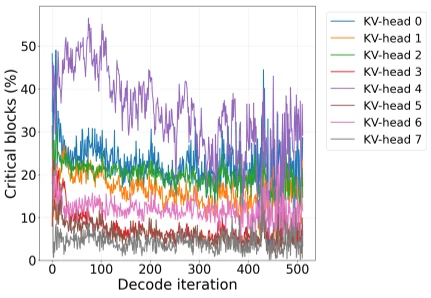 Critical blocks (%)
50
40
30
20
10
0
0 100 200 300 400 500
Decode iteration
KV-head 0
KV-head 1
KV-head 2
KV-head 3
KV-head 4
KV-head 5
KV-head 6
KV-head 7